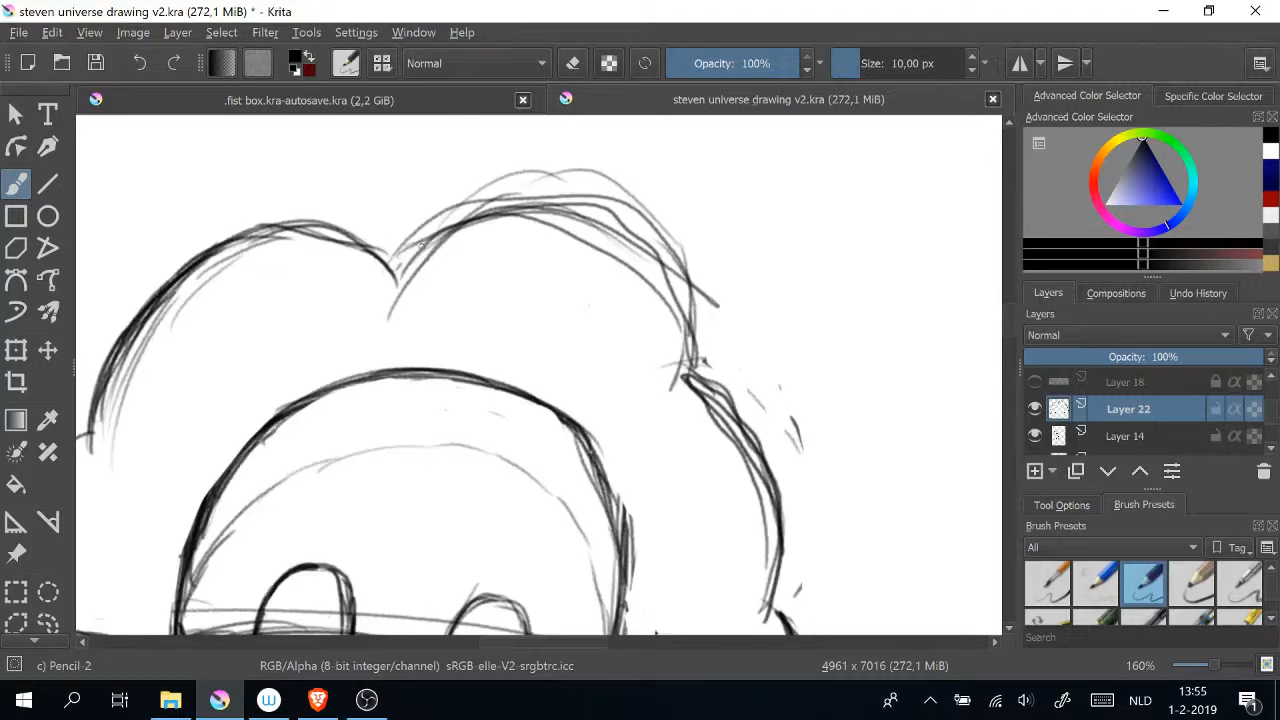 steven universe drawing v2.kra (272,1 MiB) * - Krita
File Edit View Image Layer Select Filter Tools Settings Window Help
Normal
Opacity: 100%
Size: 10,00 px
.fist box.kra-autosave.kra (2,2 GiB)
steven universe drawing v2.kra (272,1 MiB)
Advanced Color Selector
Specific Color Selector
Advanced Color Selector
Layers Compositions Undo History
Layers
Normal
Opacity: 100%
Layer 18
Layer 22
Layer 14
Tool Options Brush Presets
Brush Presets
All
Tag
Search
c) Pencil-2
RGB/Alpha (8-bit integer/channel) sRGB-elle-V2-srgbtrc.icc
4961 x 7016 (272,1 MiB)
160%
NLD
13:55
1-2-2019
1